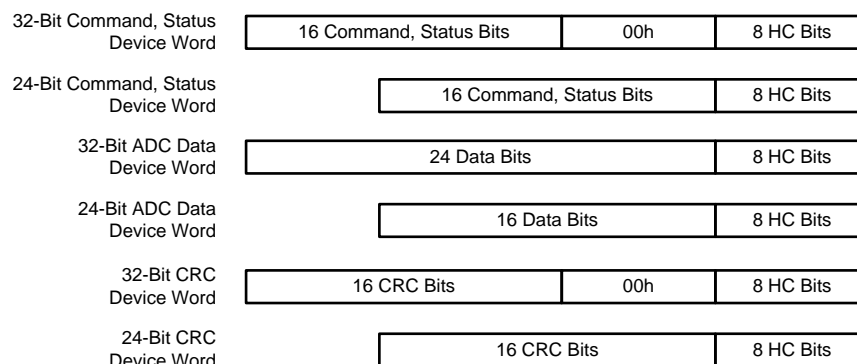 32-Bit Command, Status
Device Word
16 Command, Status Bits
00h
8 HC Bits
24-Bit Command, Status
Device Word
16 Command, Status Bits
8 HC Bits
32-Bit ADC Data
Device Word
24 Data Bits
8 HC Bits
24-Bit ADC Data
Device Word
16 Data Bits
8 HC Bits
32-Bit CRC
Device Word
16 CRC Bits
00h
8 HC Bits
24-Bit CRC
Device Word
16 CRC Bits
8 HC Bits